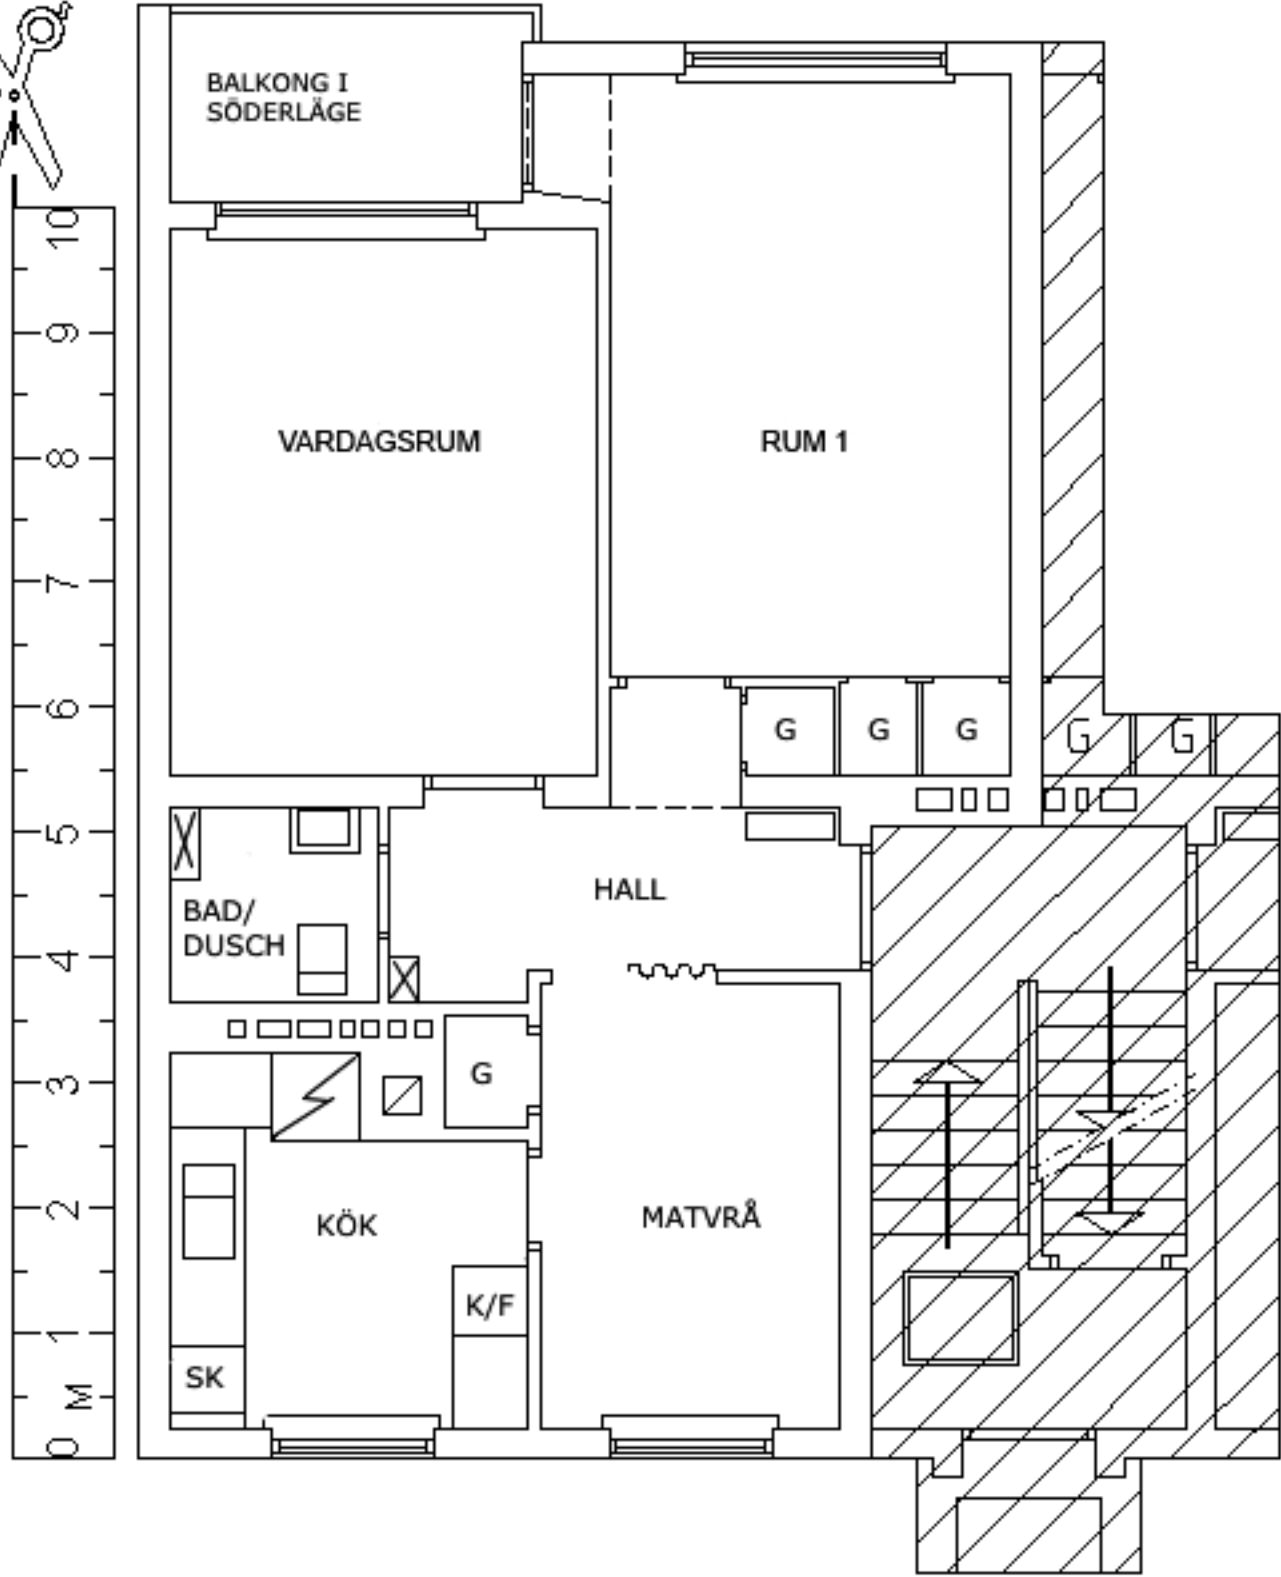 BALKONG I
SÖDERLÄGE
10
9
8
7
6
5
4
3
2
1
M
0
VARDAGSRUM
RUM 1
G
G
G
G
G
HALL
BAD/
DUSCH
G
KÖK
MATVRÅ
K/F
SK